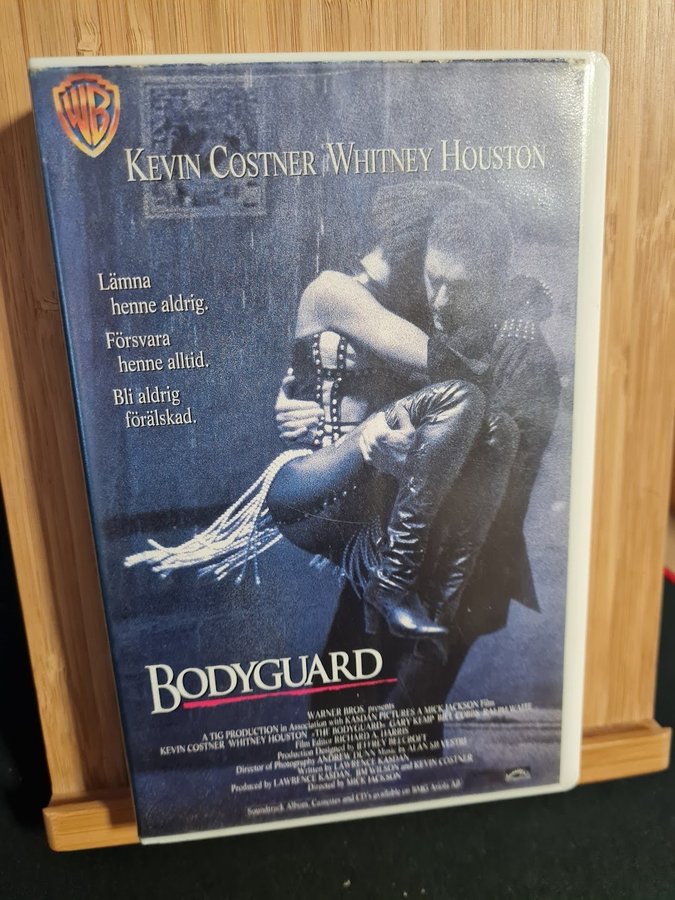 WB
KEVIN COSTNER WHITNEY HOUSTON
Lämna
henne aldrig.
Försvara
henne alltid.
Bli aldrig
förälskad.
BODYGUARD
WARNER BROS. presents
A TIG PRODUCTION in Association with KASDAN PICTURES A MICK JACKSON Film
KEVIN COSTNER WHITNEY HOUSTON "THE BODYGUARD" GARY KEMP BILL COBBS RALPH WAITE
Film Editor RICHARD A. HARRIS Music by ALAN SILVESTRI
Production Designed by JEFFREY BEECROFT
Director of Photography ANDREW DUNN
Written by LAWRENCE KASDAN
Produced by LAWRENCE KASDAN, JIM WILSON and KEVIN COSTNER
Directed by MICK JACKSON
Soundtrack Album, Cassettes and CD's available on BMG Ariola AB